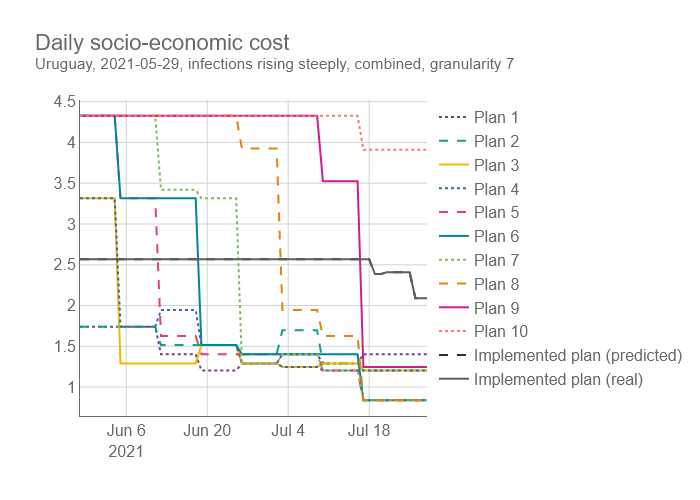 Daily socio-economic cost
Uruguay, 2021-05-29, infections rising steeply, combined, granularity 7
4.5
4
3.5
3
2.5
2
1.5
1
Jun 6
2021
Jun 20
Jul 4
Jul 18
Plan 1
Plan 2
Plan 3
Plan 4
Plan 5
Plan 6
Plan 7
Plan 8
Plan 9
Plan 10
Implemented plan (predicted)
Implemented plan (real)